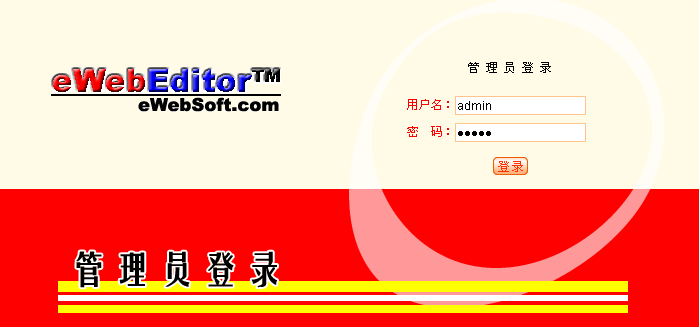 eWebEditor™
eWebSoft.com
管理员登录
用户名：admin
密 码：●●●●●
登录
管理员登录